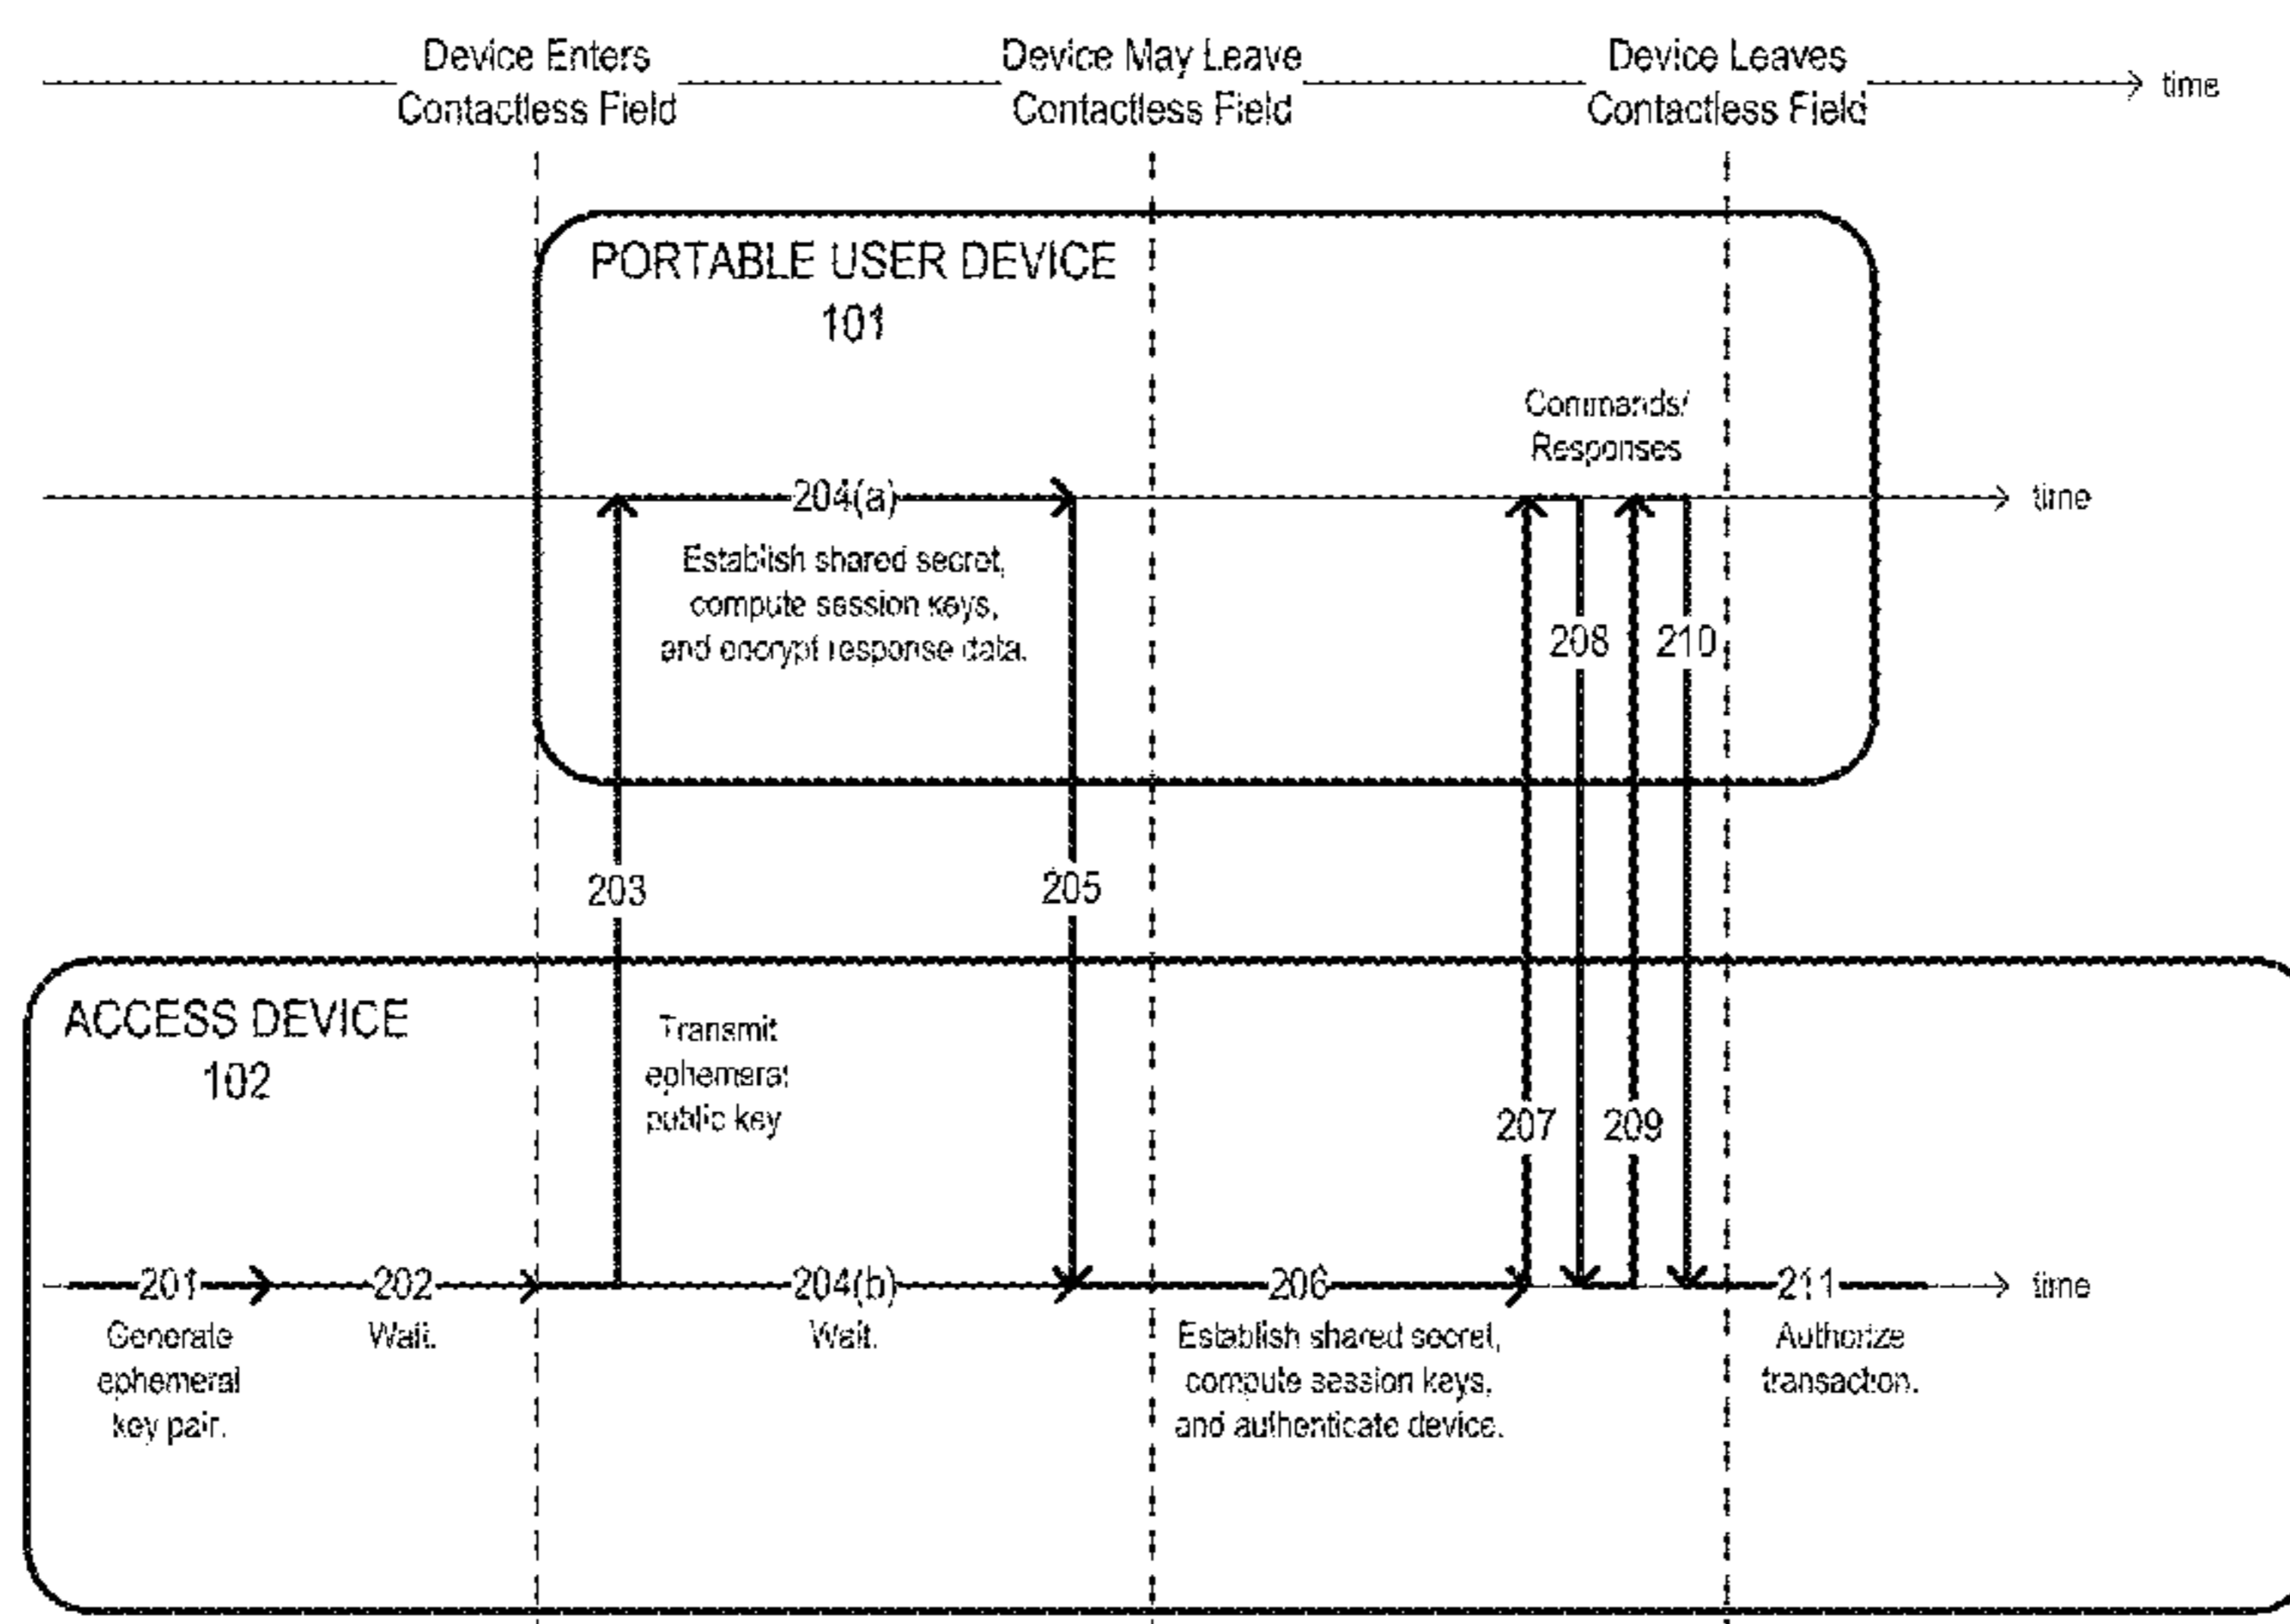 Device Enters
Contactless Field
Device May Leave
Contactless Field
Device Leaves
Contactless Field
time
PORTABLE USER DEVICE
101
Commands/
Responses
204(a)
time
Establish shared secret,
compute session keys,
and encrypt response data.
208
210
203
205
ACCESS DEVICE
102
Transmit
ephemeral
public key
207
209
201
202
204(b)
206
211
time
Generate
ephemeral
key pair.
Wait.
Wait.
Establish shared secret,
compute session keys,
and authenticate device.
Authorize
transaction.